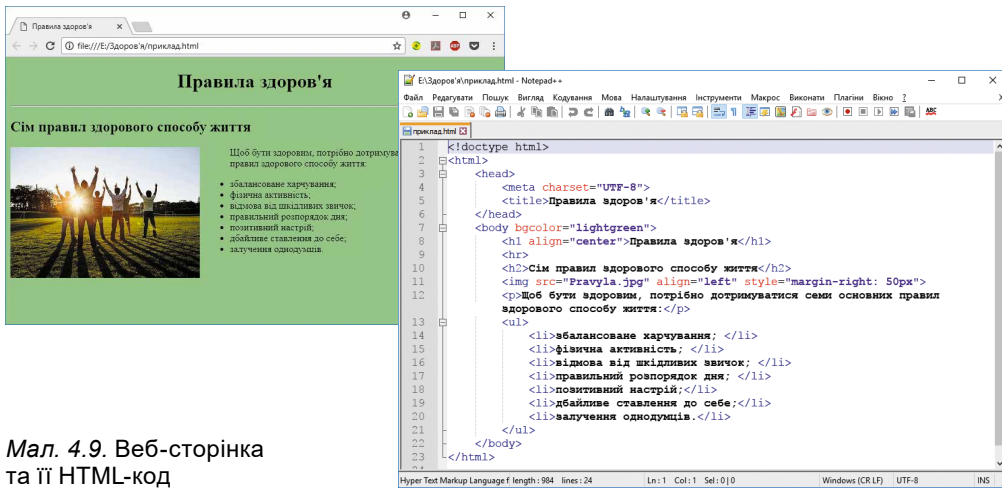 Правила здоров'я
file:///E:/Здоров'я/приклад.html
Правила здоров'я
Сім правил здорового способу життя
Щоб бути здоровим, потрібно дотримува
правил здорового способу життя:
збалансоване харчування;
фізична активність;
відмова від шкідливих звичок;
правильний розпорядок дня;
позитивний настрій;
дбайливе ставлення до себе;
залучення однодумців.
E:\Здоров'я\приклад.html - Notepad++
Файл Редагувати Пошук Вигляд Кодування Мова Налаштування Інструменти Макрос Виконати Плагіни Вікно ?
ABC
приклад.html
1 <!doctype html>
2 <html>
3 <head>
4 <meta charset="UTF-8">
5 <title>Правила здоров'я</title>
6 </head>
7 <body bgcolor="lightgreen">
8 <h1 align="center">Правила здоров'я</h1>
9 <hr>
10 <h2>Сім правил здорового способу життя</h2>
11 <img src="Pravyla.jpg" align="left" style="margin-right: 50px">
12 <p>Щоб бути здоровим, потрібно дотримуватися семи основних правил
здорового способу життя:</p>
13 <ul>
14 <li>збалансоване харчування; </li>
15 <li>фізична активність; </li>
16 <li>відмова від шкідливих звичок; </li>
17 <li>правильний розпорядок дня; </li>
18 <li>позитивний настрій;</li>
19 <li>дбайливе ставлення до себе;</li>
20 <li>залучення однодумців.</li>
21 </ul>
22 </body>
23 </html>
Hyper Text Markup Language f length : 984 lines : 24 Ln : 1 Col : 1 Sel : 0 | 0 Windows (CR LF) UTF-8 INS
Мал. 4.9. Веб-сторінка
та її HTML-код